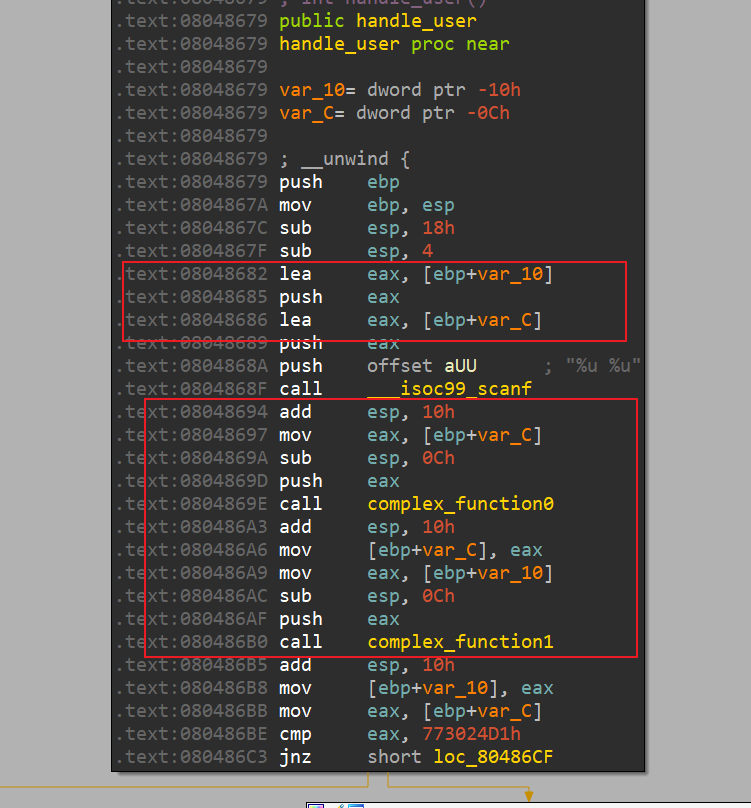 .text:08048679 ; int handle_user()
.text:08048679 public handle_user
.text:08048679 handle_user proc near
.text:08048679
.text:08048679 var_10= dword ptr -10h
.text:08048679 var_C= dword ptr -0Ch
.text:08048679
.text:08048679 ; __unwind {
.text:08048679 push ebp
.text:0804867A mov ebp, esp
.text:0804867C sub esp, 18h
.text:0804867F sub esp, 4
.text:08048682 lea eax, [ebp+var_10]
.text:08048685 push eax
.text:08048686 lea eax, [ebp+var_C]
.text:08048689 push eax
.text:0804868A push offset aUU ; "%u %u"
.text:0804868F call ___isoc99_scanf
.text:08048694 add esp, 10h
.text:08048697 mov eax, [ebp+var_C]
.text:0804869A sub esp, 0Ch
.text:0804869D push eax
.text:0804869E call complex_function0
.text:080486A3 add esp, 10h
.text:080486A6 mov [ebp+var_C], eax
.text:080486A9 mov eax, [ebp+var_10]
.text:080486AC sub esp, 0Ch
.text:080486AF push eax
.text:080486B0 call complex_function1
.text:080486B5 add esp, 10h
.text:080486B8 mov [ebp+var_10], eax
.text:080486BB mov eax, [ebp+var_C]
.text:080486BE cmp eax, 773024D1h
.text:080486C3 jnz short loc_80486CF